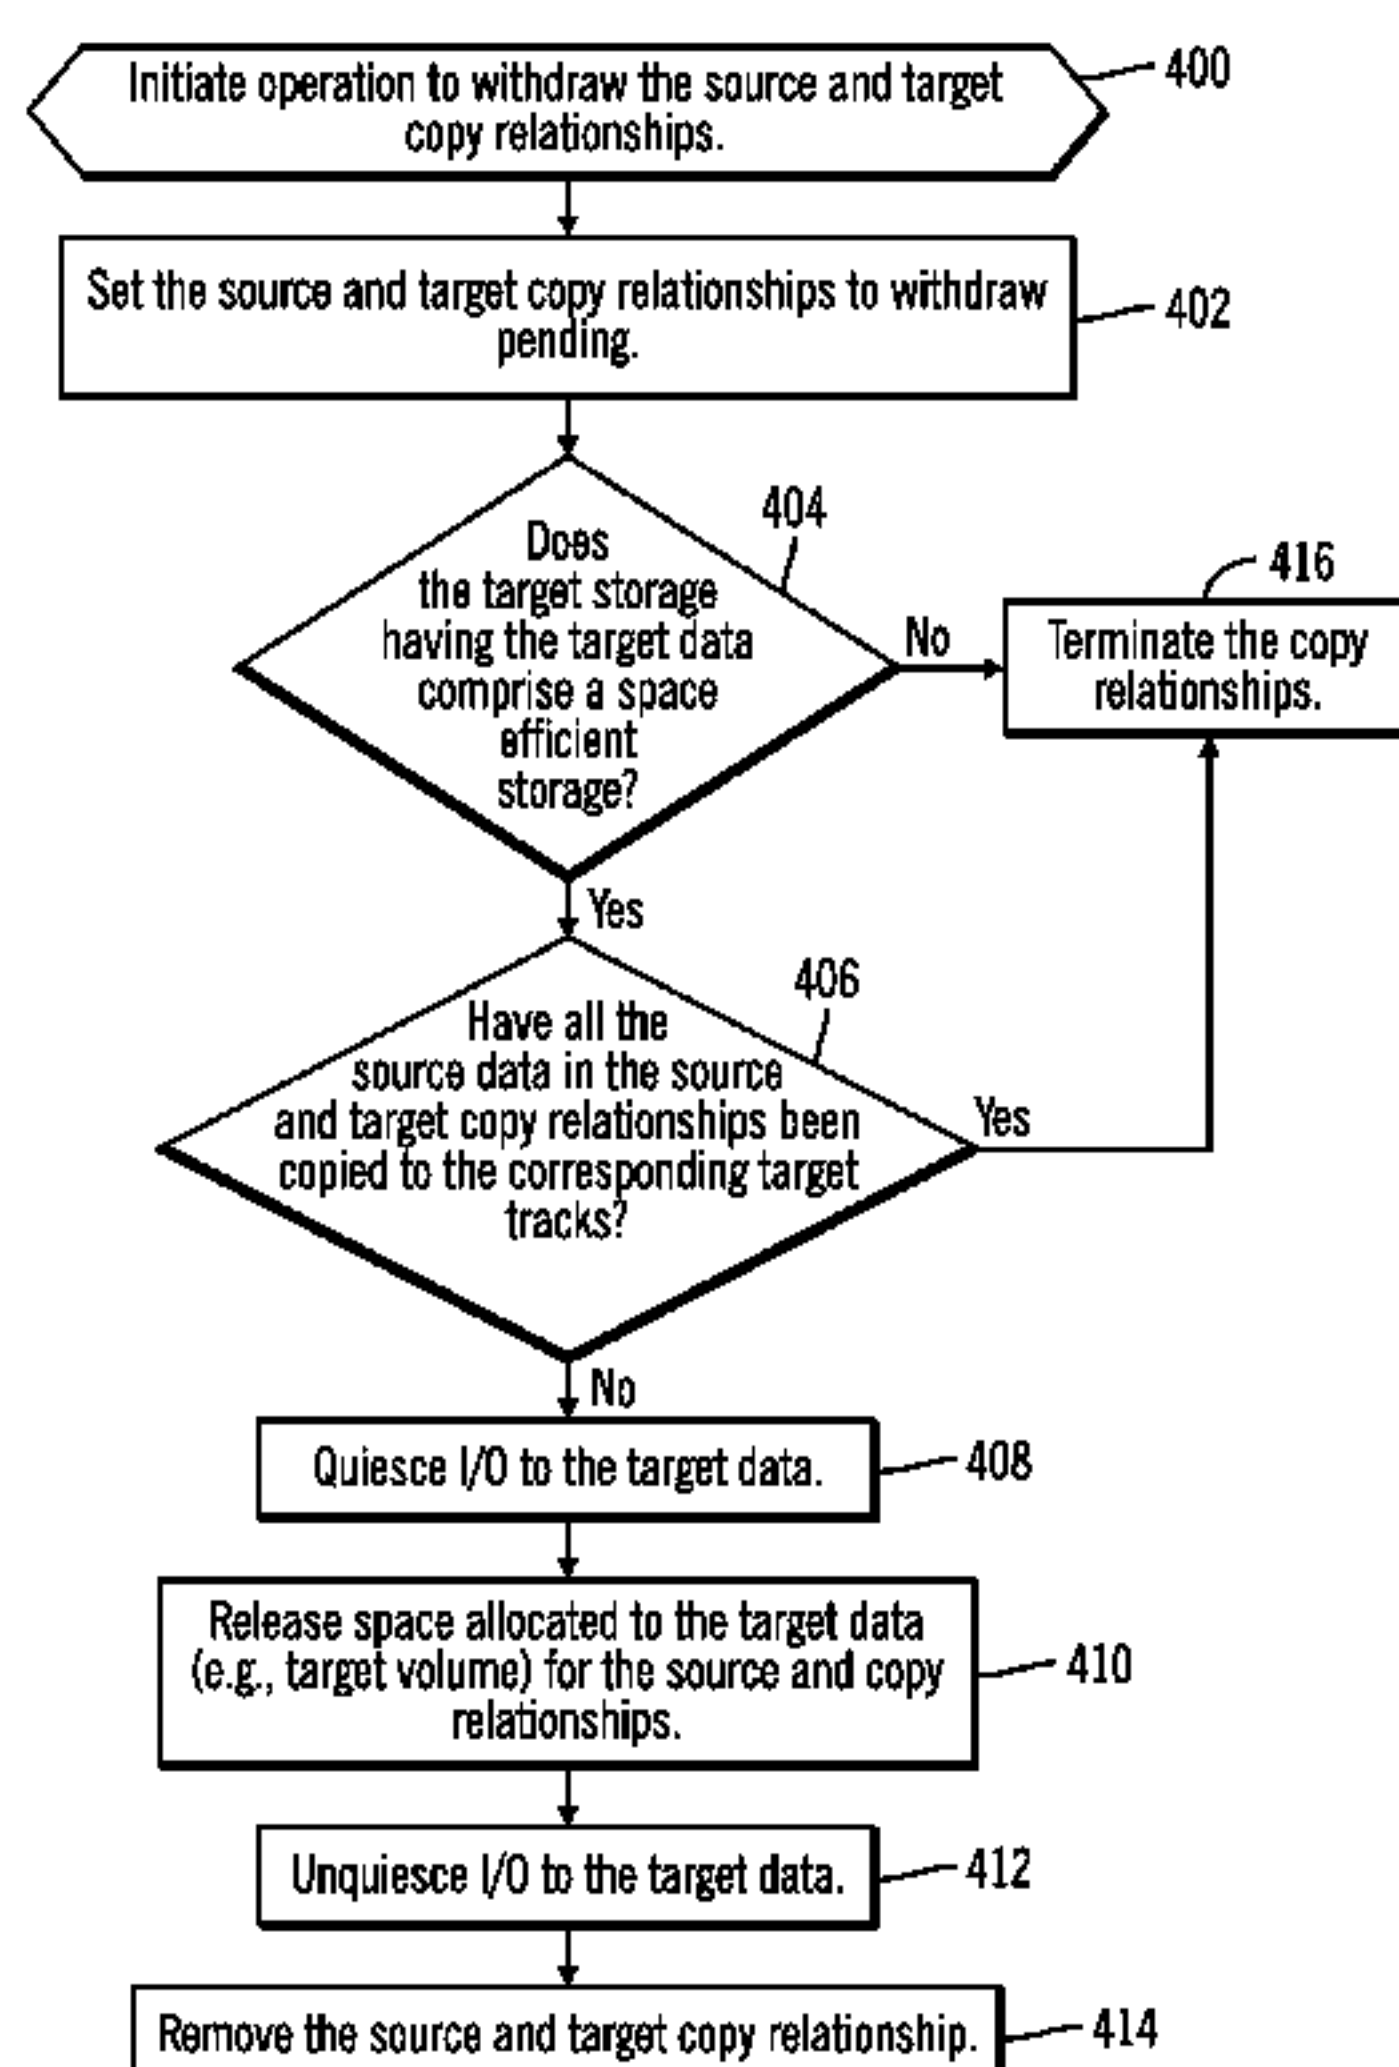 Initiate operation to withdraw the source and target
copy relationships.
400
Set the source and target copy relationships to withdraw
pending.
402
404
Does
the target storage
having the target data
comprise a space
efficient
storage?
No
416
Terminate the copy
relationships.
Yes
406
Have all the
source data in the source
and target copy relationships been
copied to the corresponding target
tracks?
Yes
No
Quiesce I/O to the target data.
408
Release space allocated to the target data
(e.g., target volume) for the source and copy
relationships.
410
Unquiesce I/O to the target data.
412
Remove the source and target copy relationship.
414